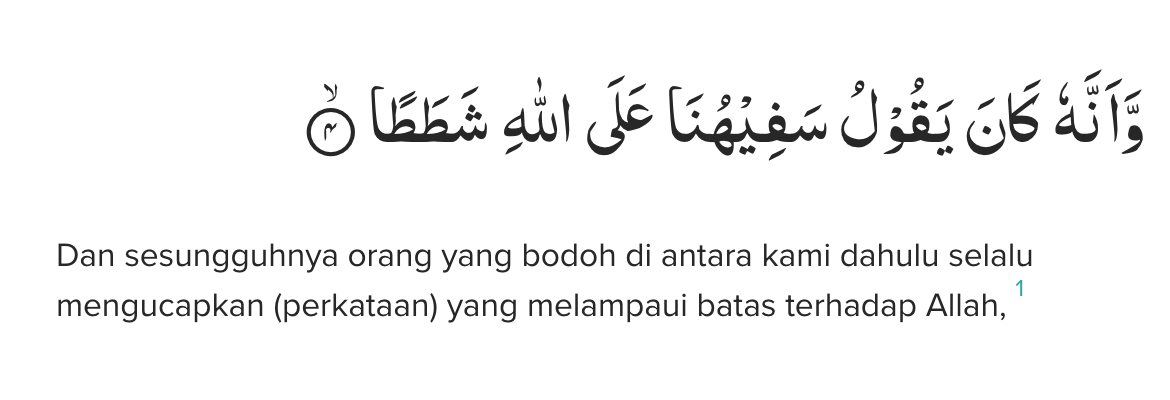 وَّاَنَّهٗ كَانَ يَقُوْلُ سَفِيْهُنَا عَلَى اللّٰهِ شَطَطًاۙ ۝٤
Dan sesungguhnya orang yang bodoh di antara kami dahulu selalu
mengucapkan (perkataan) yang melampaui batas terhadap Allah, 1